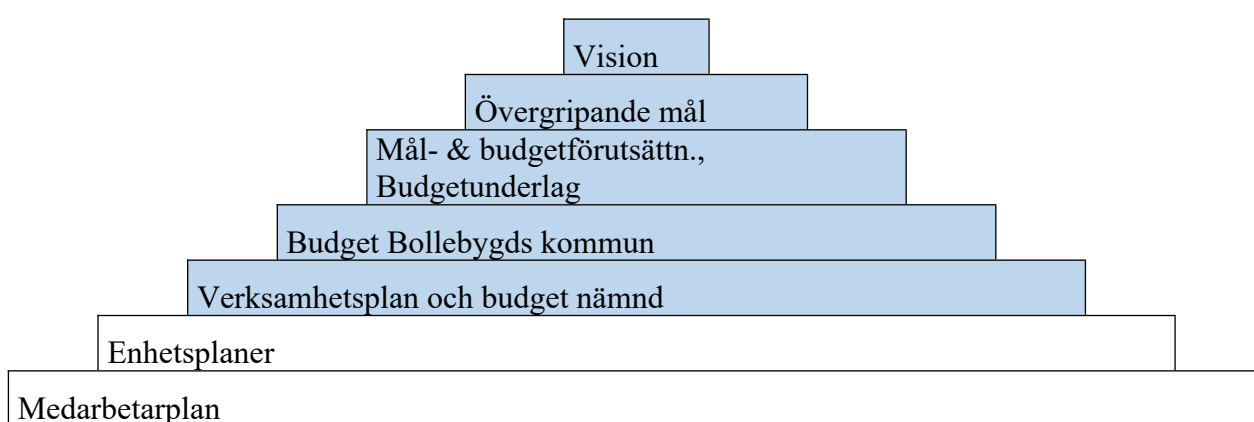 Vision
Övergripande mål
Mål- & budgetförutsättn.,
Budgetunderlag
Budget Bollebygds kommun
Verksamhetsplan och budget nämnd
Enhetsplaner
Medarbetarplan